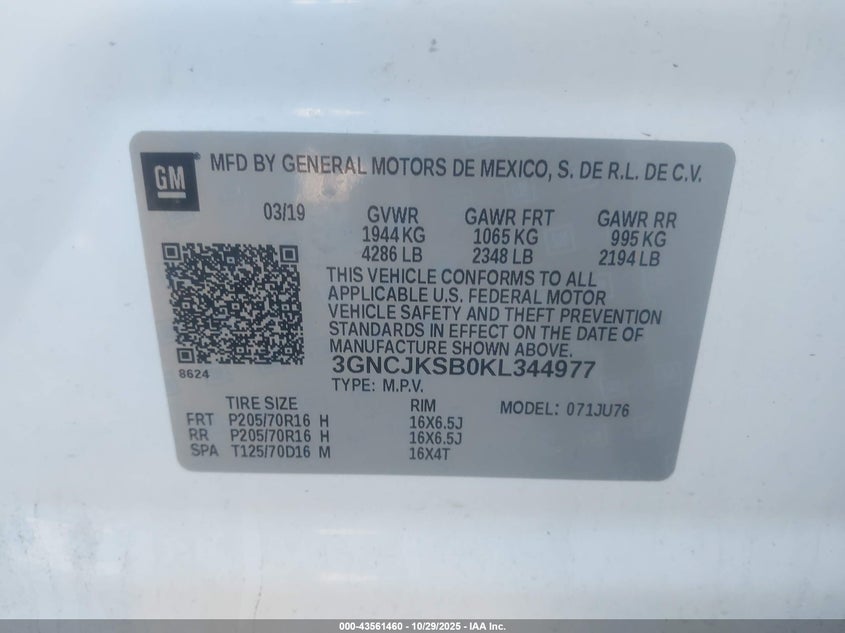 GM® MFD BY GENERAL MOTORS DE MEXICO, S. DE R.L. DE C.V.
03/19 GVWR GAWR FRT GAWR RR
1944 KG 1065 KG 995 KG
4286 LB 2348 LB 2194 LB
THIS VEHICLE CONFORMS TO ALL
APPLICABLE U.S. FEDERAL MOTOR
VEHICLE SAFETY AND THEFT PREVENTION
STANDARDS IN EFFECT ON THE DATE OF
MANUFACTURE SHOWN ABOVE.
8624
3GNCJKSB0KL344977
TYPE: M.P.V.
TIRE SIZE RIM MODEL: 071JU76
FRT P205/70R16 H 16X6.5J
RR P205/70R16 H 16X6.5J
SPA T125/70D16 M 16X4T
000-43561460 | 10/29/2025 - IAA Inc.